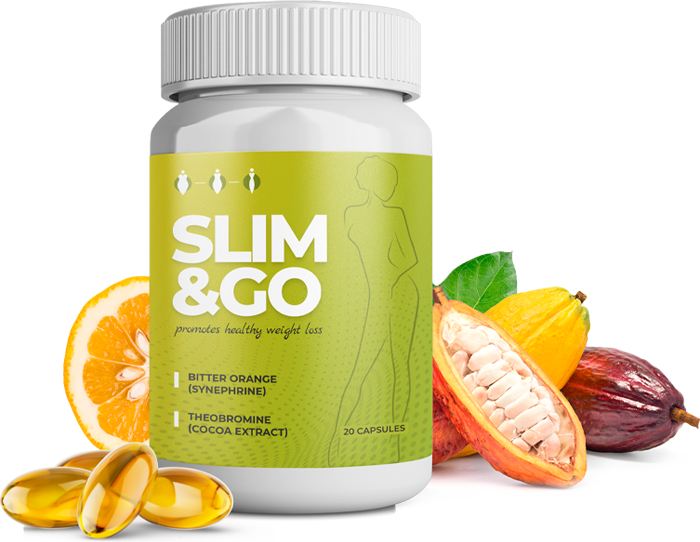 SLIM
&GO
promotes healthy weight loss
BITTER ORANGE
(SYNEPHRINE)
THEOBROMINE
(COCOA EXTRACT)
20 CAPSULES